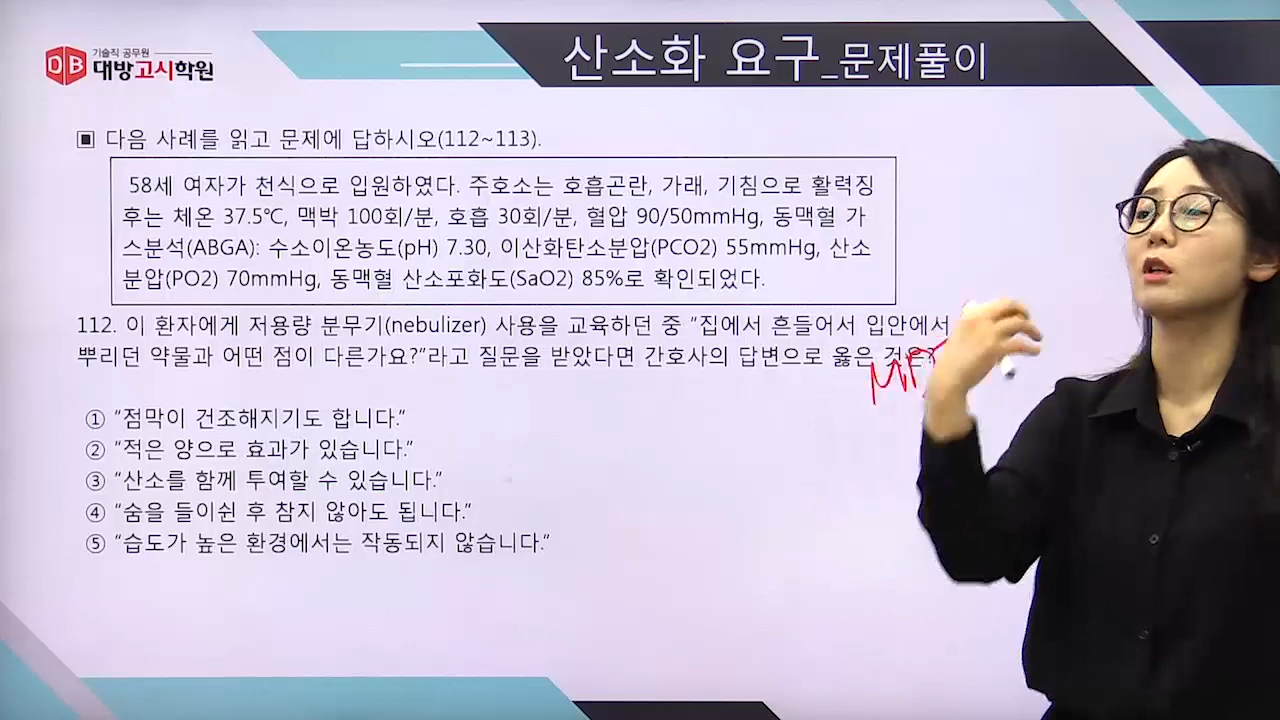 기술직 공무원
DB 대방고시학원
산소화 요구_문제풀이
▣ 다음 사례를 읽고 문제에 답하시오(112~113).
58세 여자가 천식으로 입원하였다. 주호소는 호흡곤란, 가래, 기침으로 활력징
후는 체온 37.5℃, 맥박 100회/분, 호흡 30회/분, 혈압 90/50mmHg, 동맥혈 가
스분석(ABGA): 수소이온농도(pH) 7.30, 이산화탄소분압(PCO2) 55mmHg, 산소
분압(PO2) 70mmHg, 동맥혈 산소포화도(SaO2) 85%로 확인되었다.
112. 이 환자에게 저용량 분무기(nebulizer) 사용을 교육하던 중 "집에서 흔들어서 입안에서
뿌리던 약물과 어떤 점이 다른가요?"라고 질문을 받았다면 간호사의 답변으로 옳은 것은?
① "점막이 건조해지기도 합니다."
② "적은 양으로 효과가 있습니다."
③ "산소를 함께 투여할 수 있습니다."
④ "숨을 들이쉰 후 참지 않아도 됩니다."
⑤ "습도가 높은 환경에서는 작동되지 않습니다."